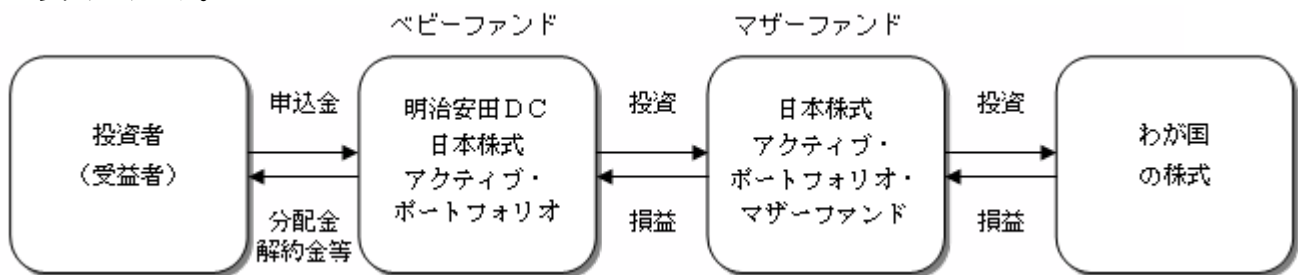 ベビーファンド
マザーファンド
投資者
（受益者）
申込金
分配金
解約金等
明治安田ＤＣ
日本株式
アクティブ・
ポートフォリオ
投資
損益
日本株式
アクティブ・
ポートフォリオ・
マザーファンド
投資
損益
わが国
の株式